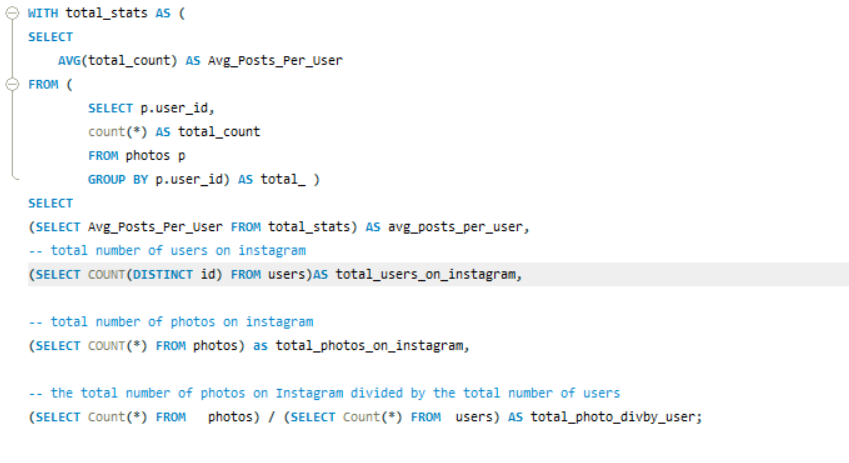 WITH total_stats AS (
SELECT
AVG(total_count) AS Avg_Posts_Per_User
FROM (
SELECT p.user_id,
count(*) AS total_count
FROM photos p
GROUP BY p.user_id) AS total_ )
SELECT
(SELECT Avg_Posts_Per_User FROM total_stats) AS avg_posts_per_user,
-- total number of users on instagram
(SELECT COUNT(DISTINCT id) FROM users)AS total_users_on_instagram,
-- total number of photos on instagram
(SELECT COUNT(*) FROM photos) as total_photos_on_instagram,
-- the total number of photos on Instagram divided by the total number of users
(SELECT Count(*) FROM   photos) / (SELECT Count(*) FROM  users) AS total_photo_divby_user;